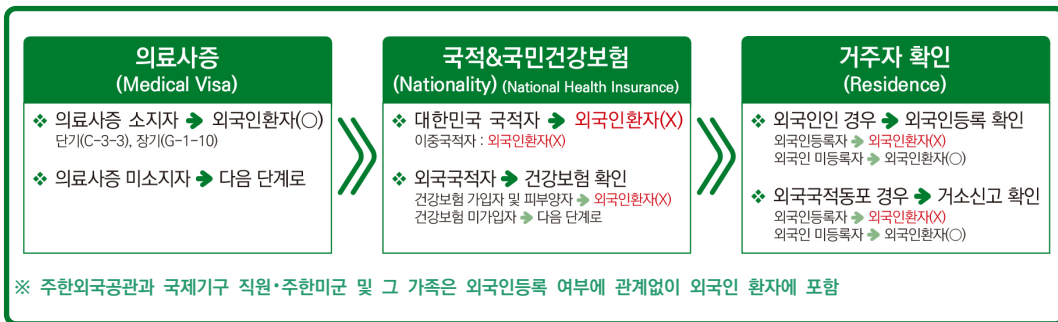 의료사증
(Medical Visa)
❖ 의료사증 소지자 ➔ 외국인환자(○)
단기(C-3-3), 장기(G-1-10)
❖ 의료사증 미소지자 ➔ 다음 단계로
국적&국민건강보험
(Nationality) (National Health Insurance)
❖ 대한민국 국적자 ➔ 외국인환자(X)
이중국적자 : 외국인환자(X)
❖ 외국국적자 ➔ 건강보험 확인
건강보험 가입자 및 피부양자 ➔ 외국인환자(X)
건강보험 미가입자 ➔ 다음 단계로
거주자 확인
(Residence)
❖ 외국인인 경우 ➔ 외국인등록 확인
외국인등록자 ➔ 외국인환자(X)
외국인 미등록자 ➔ 외국인환자(○)
❖ 외국국적동포 경우 ➔ 거소신고 확인
외국인등록자 ➔ 외국인환자(X)
외국인 미등록자 ➔ 외국인환자(○)
※ 주한외국공관과 국제기구 직원･주한미군 및 그 가족은 외국인등록 여부에 관계없이 외국인 환자에 포함